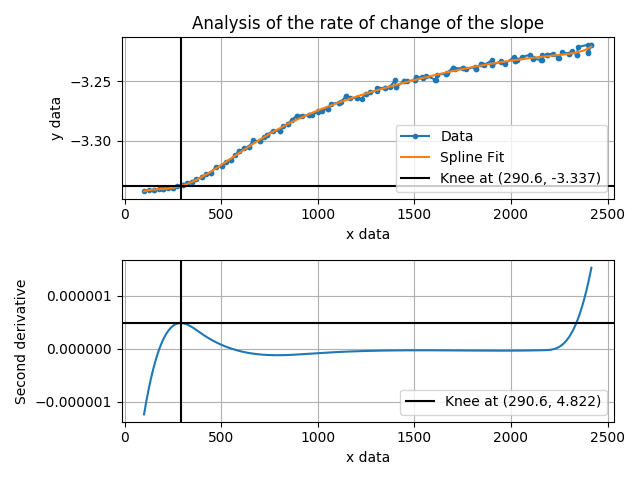 Analysis of the rate of change of the slope
y data
−3.25
−3.30
Data
Spline Fit
Knee at (290.6, -3.337)
0 500 1000 1500 2000 2500
x data
Second derivative
0.000001
0.000000
−0.000001
Knee at (290.6, 4.822)
0 500 1000 1500 2000 2500
x data